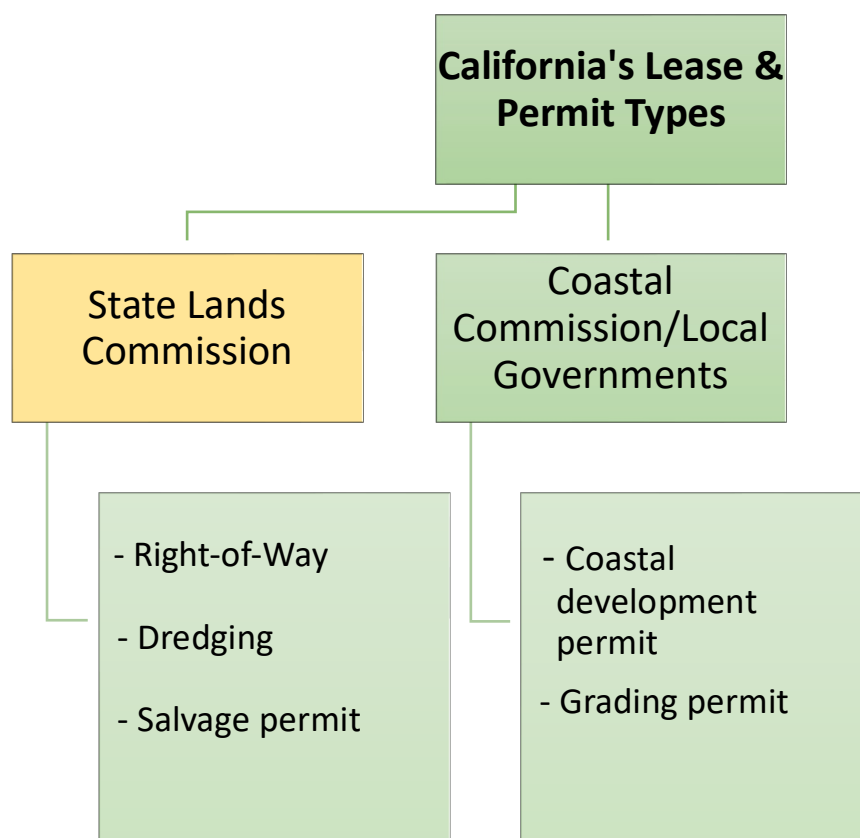 California's Lease &
Permit Types
State Lands
Commission
Coastal
Commission/Local
Governments
- Right-of-Way
- Dredging
- Salvage permit
- Coastal
development
permit
- Grading permit